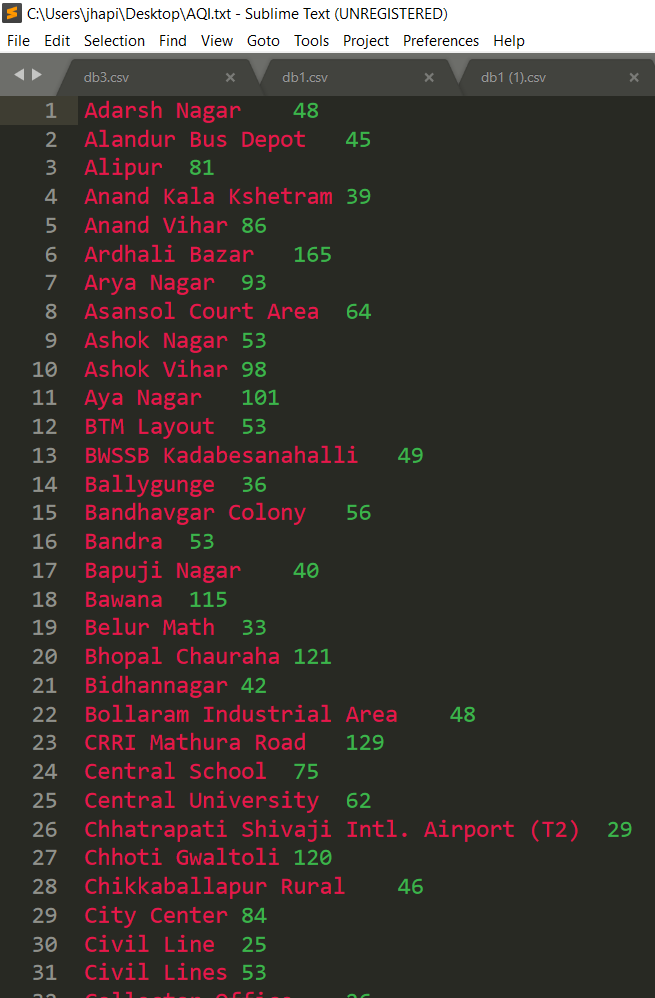 C:\Users\jhapi\Desktop\AQI.txt - Sublime Text (UNREGISTERED)
File Edit Selection Find View Goto Tools Project Preferences Help
db3.csv × db1.csv × db1 (1).csv ×
1 Adarsh Nagar 48
2 Alandur Bus Depot 45
3 Alipur 81
4 Anand Kala Kshetram 39
5 Anand Vihar 86
6 Ardhali Bazar 165
7 Arya Nagar 93
8 Asansol Court Area 64
9 Ashok Nagar 53
10 Ashok Vihar 98
11 Aya Nagar 101
12 BTM Layout 53
13 BWSSB Kadabesanahalli 49
14 Ballygunge 36
15 Bandhavgar Colony 56
16 Bandra 53
17 Bapuji Nagar 40
18 Bawana 115
19 Belur Math 33
20 Bhopal Chauraha 121
21 Bidhannagar 42
22 Bollaram Industrial Area 48
23 CRRI Mathura Road 129
24 Central School 75
25 Central University 62
26 Chhatrapati Shivaji Intl. Airport (T2) 29
27 Chhoti Gwaltoli 120
28 Chikkaballapur Rural 46
29 City Center 84
30 Civil Line 25
31 Civil Lines 53